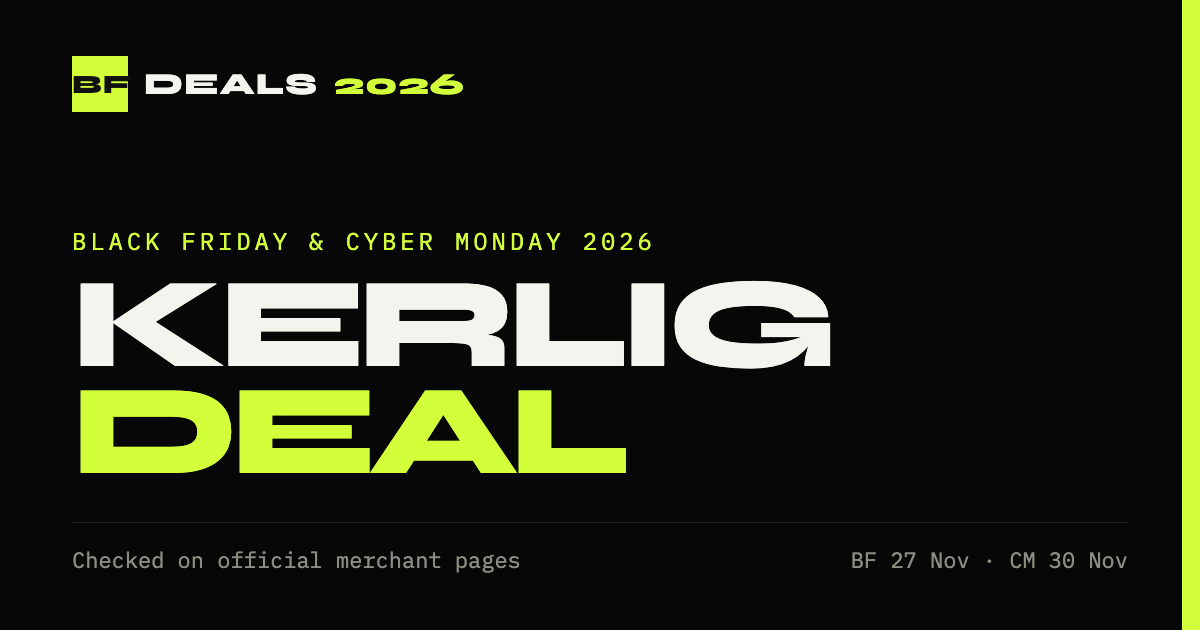 BF DEALS 2026
BLACK FRIDAY & CYBER MONDAY 2026
KERLIG
DEAL
Checked on official merchant pages
BF 27 Nov · CM 30 Nov